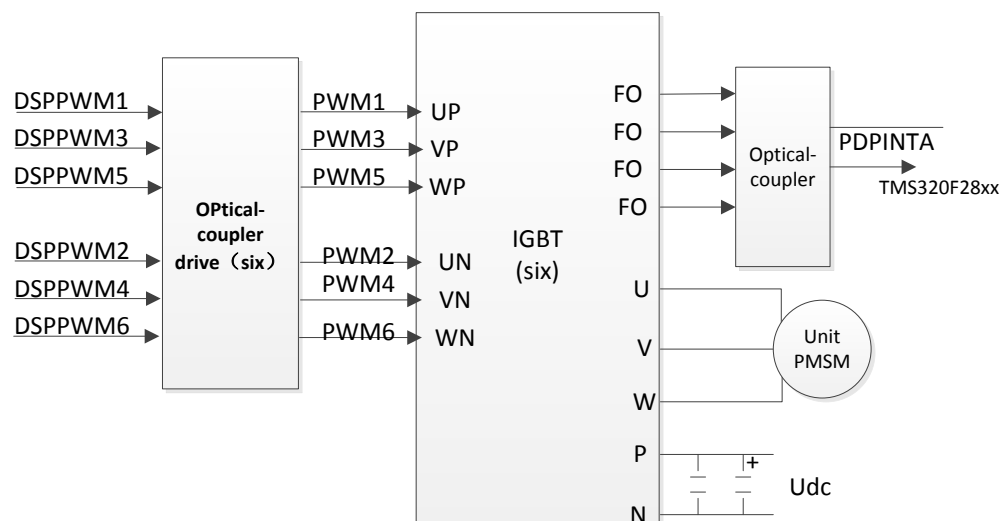 DSPPWM1
DSPPWM3
DSPPWM5
DSPPWM2
DSPPWM4
DSPPWM6
OPtical-
coupler
drive（six）
PWM1
PWM3
PWM5
PWM2
PWM4
PWM6
UP
VP
WP
UN
VN
WN
IGBT
(six)
FO
FO
FO
FO
U
V
W
P
N
Optical-
coupler
PDPINTA
TMS320F28xx
Unit
PMSM
+
Udc